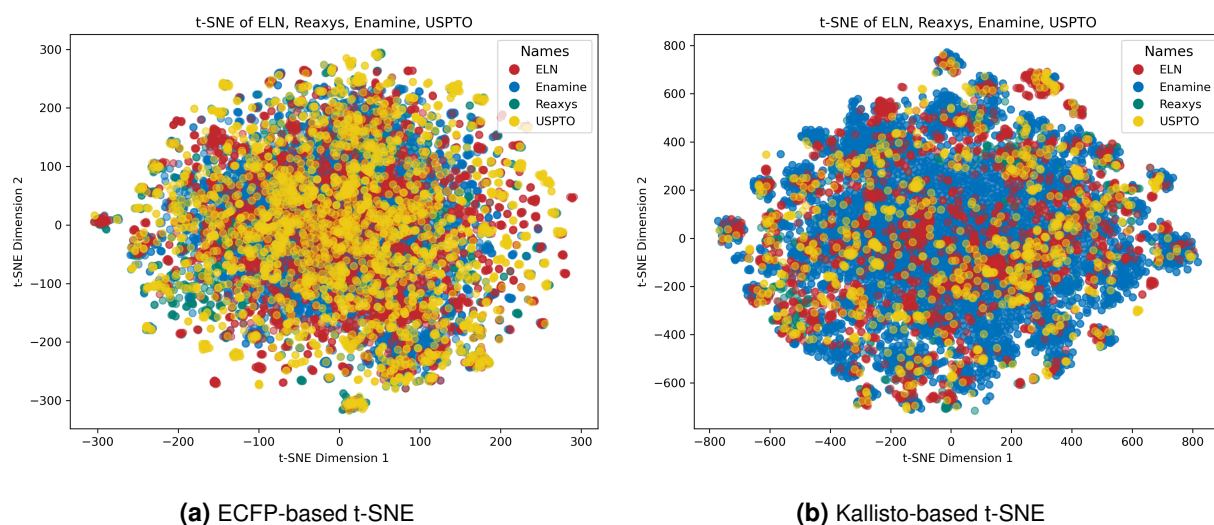 t-SNE of ELN, Reaxys, Enamine, USPTO
Names
ELN
Enamine
Reaxys
USPTO
300
200
100
0
−100
−200
−300
t-SNE Dimension 2
−300 −200 −100 0 100 200 300
t-SNE Dimension 1
(a) ECFP-based t-SNE
t-SNE of ELN, Reaxys, Enamine, USPTO
Names
ELN
Enamine
Reaxys
USPTO
800
600
400
200
0
−200
−400
−600
t-SNE Dimension 2
−800 −600 −400 −200 0 200 400 600 800
t-SNE Dimension 1
(b) Kallisto-based t-SNE